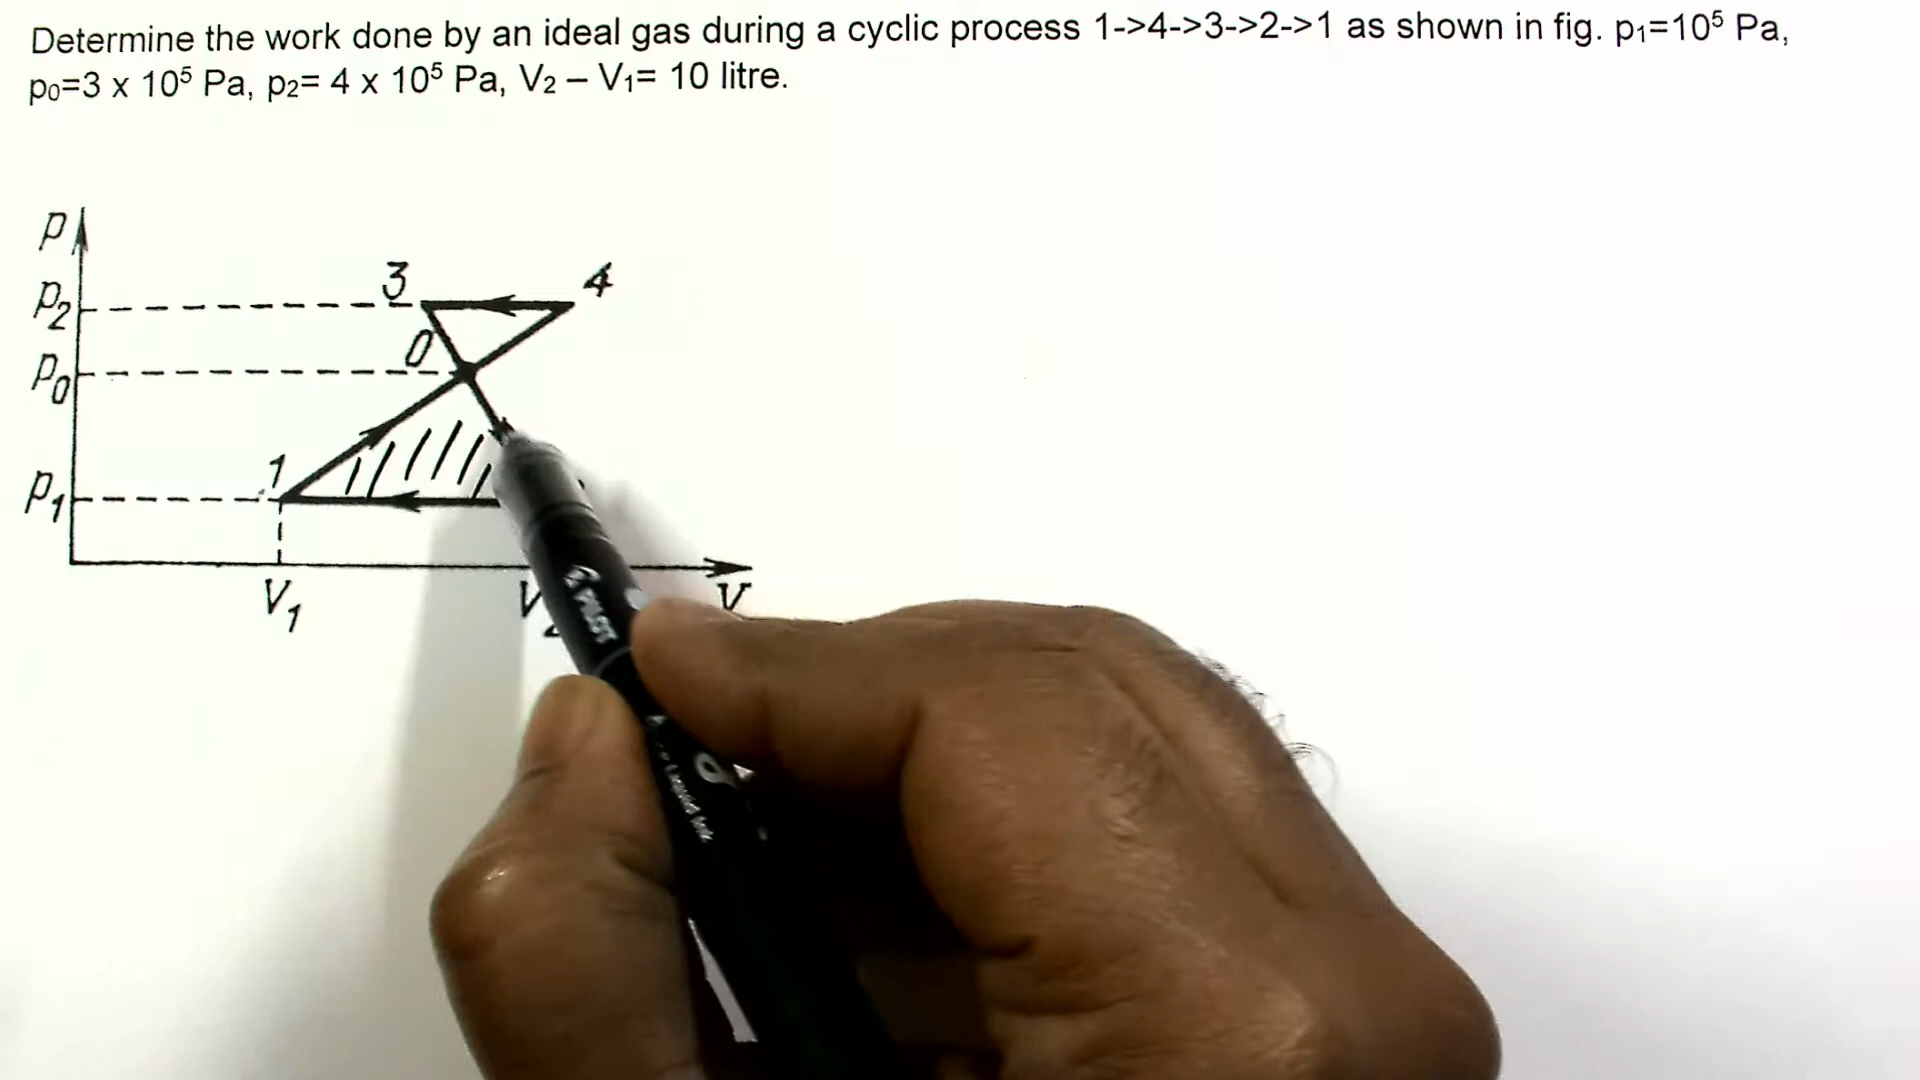 Determine the work done by an ideal gas during a cyclic process 1->4->3->2->1 as shown in fig. p₁=10⁵ Pa,
p₀=3 x 10⁵ Pa, p₂= 4 x 10⁵ Pa, V₂ – V₁= 10 litre.
p
3
4
p₂
0
p₀
1
p₁
V₁
V
PILOT